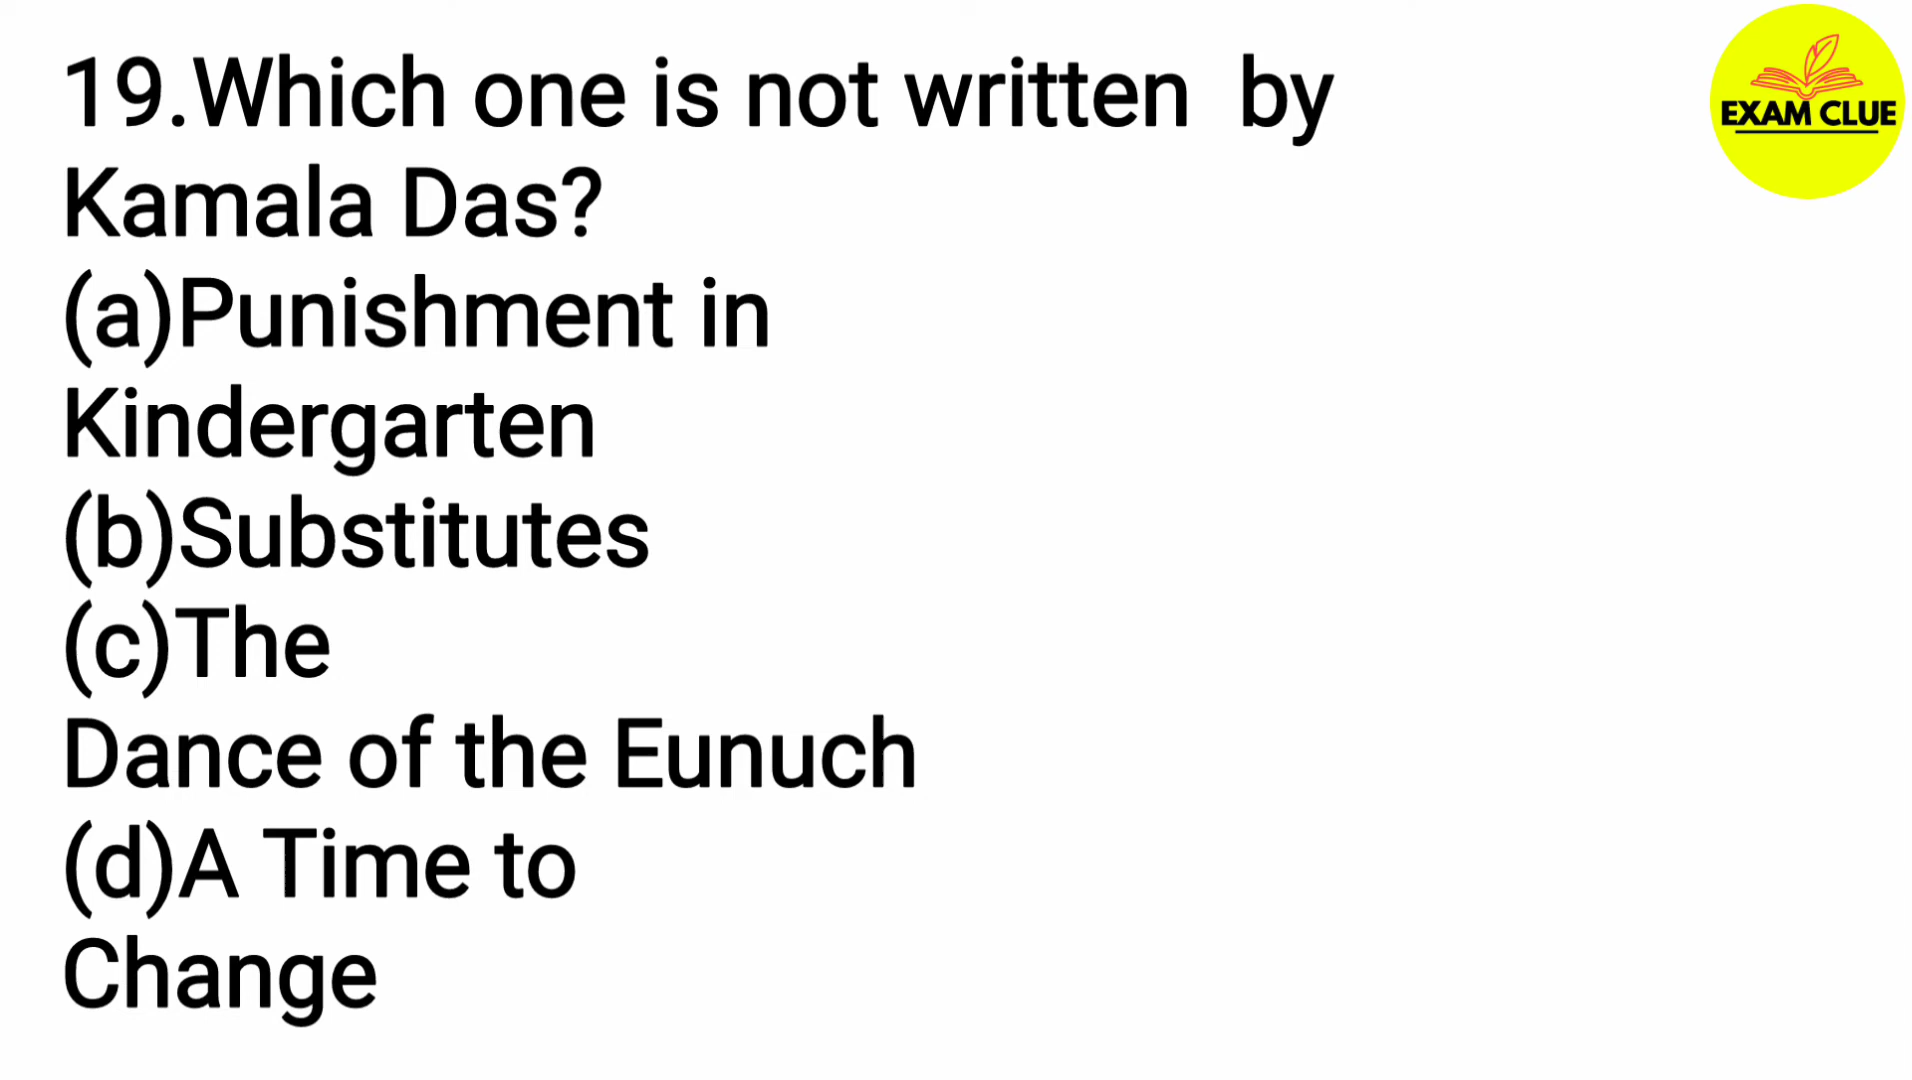 19.Which one is not written  by
Kamala Das?
(a)Punishment in
Kindergarten
(b)Substitutes
(c)The
Dance of the Eunuch
(d)A Time to
Change
EXAM CLUE